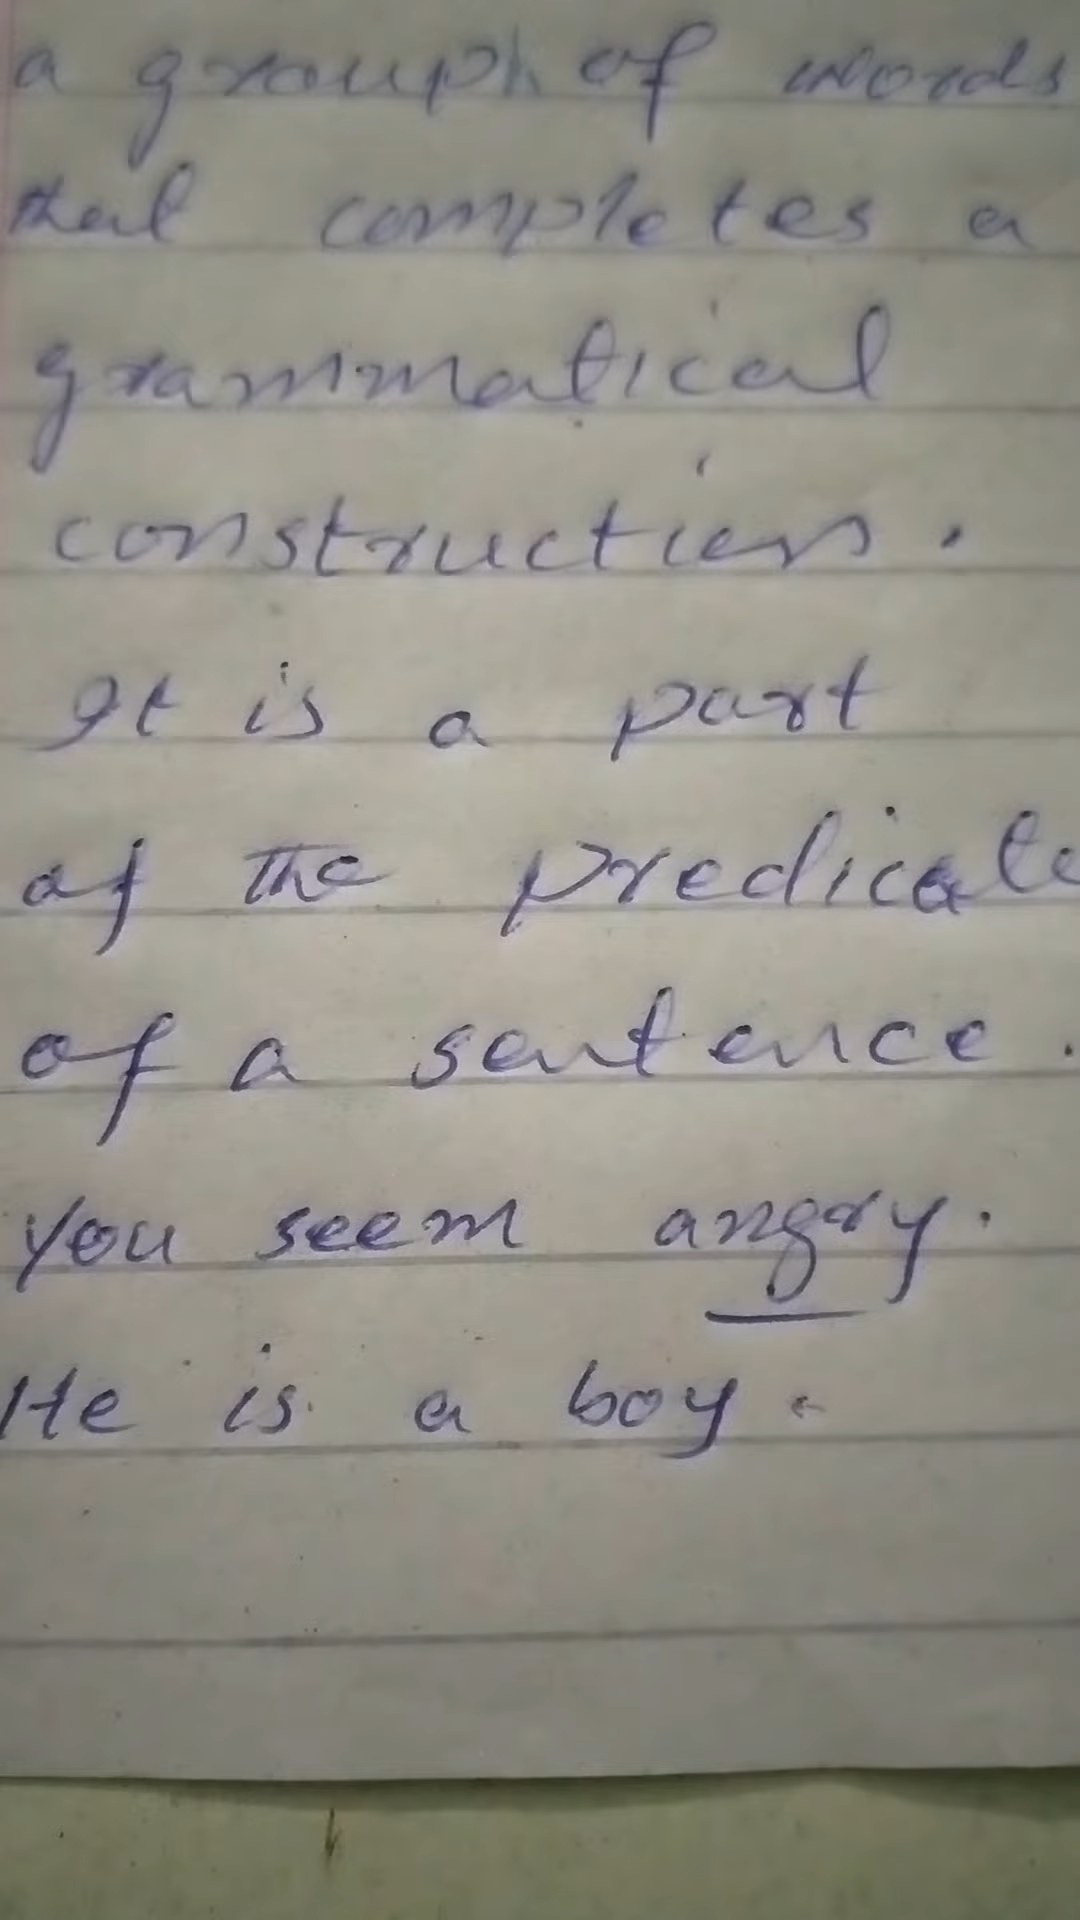 a group of words
that completes a
grammatical
construction.
It is a part
of the predicate
of a sentence.
You seem angry.
He is a boy.